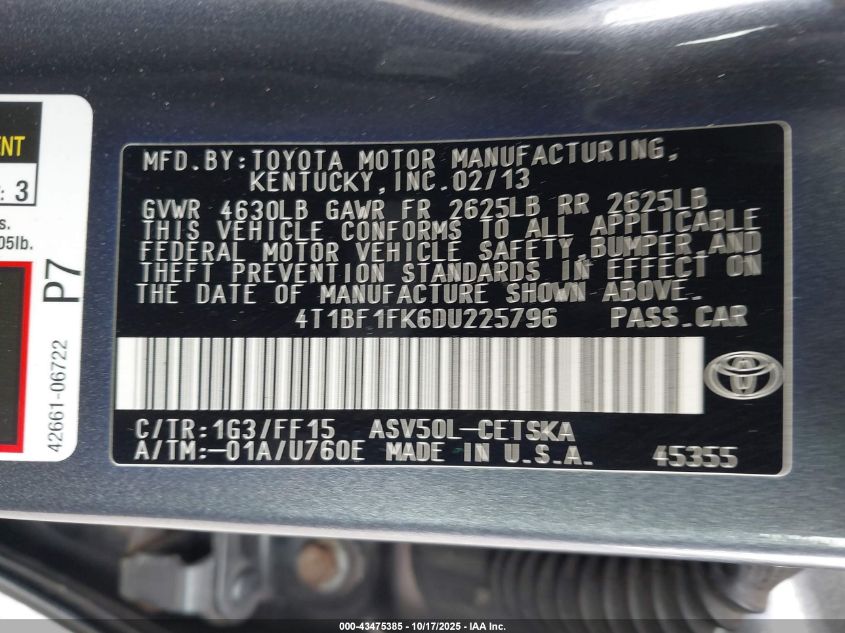 ENT
: 3
s.
05lb.
P7
42661-06722
MFD.BY:TOYOTA MOTOR MANUFACTURING,
KENTUCKY,INC.02/13
GVWR 4630LB GAWR FR 2625LB RR 2625LB
THIS VEHICLE CONFORMS TO ALL APPLICABLE
FEDERAL MOTOR VEHICLE SAFETY,BUMPER AND
THEFT PREVENTION STANDARDS IN EFFECT ON
THE DATE OF MANUFACTURE SHOWN ABOVE.
4T1BF1FK6DU225796 PASS.CAR
C/TR:1G3/FF15 ASV50L-CETSKA
A/TM:-01A/U760E MADE IN U.S.A. 45355
000-43475385 - 10/17/2025 - IAA Inc.